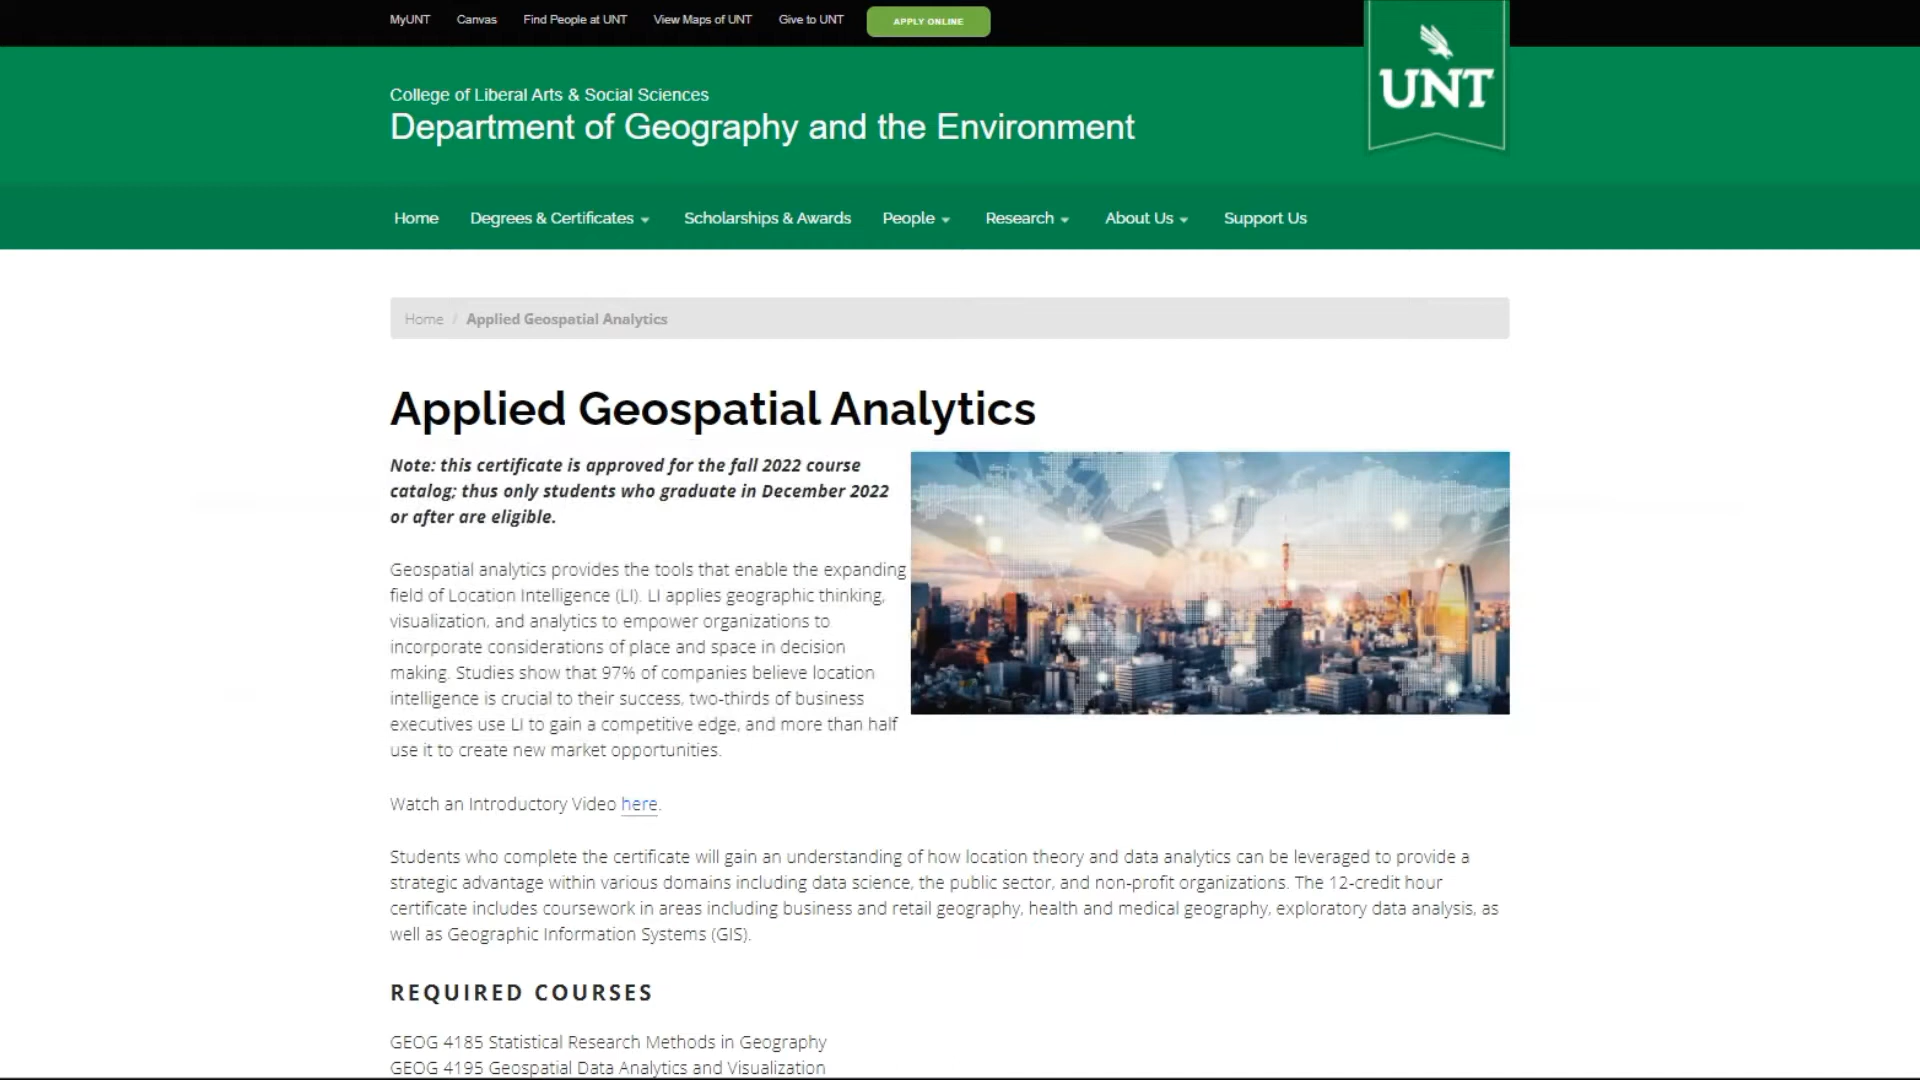 MyUNT Canvas Find People at UNT View Maps of UNT Give to UNT APPLY ONLINE
UNT
College of Liberal Arts & Social Sciences
Department of Geography and the Environment
Home Degrees & Certificates Scholarships & Awards People Research About Us Support Us
Home / Applied Geospatial Analytics
Applied Geospatial Analytics
Note: this certificate is approved for the fall 2022 course
catalog; thus only students who graduate in December 2022
or after are eligible.
Geospatial analytics provides the tools that enable the expanding
field of Location Intelligence (LI). LI applies geographic thinking,
visualization, and analytics to empower organizations to
incorporate considerations of place and space in decision
making. Studies show that 97% of companies believe location
intelligence is crucial to their success, two-thirds of business
executives use LI to gain a competitive edge, and more than half
use it to create new market opportunities.
Watch an Introductory Video here.
Students who complete the certificate will gain an understanding of how location theory and data analytics can be leveraged to provide a
strategic advantage within various domains including data science, the public sector, and non-profit organizations. The 12-credit hour
certificate includes coursework in areas including business and retail geography, health and medical geography, exploratory data analysis, as
well as Geographic Information Systems (GIS).
REQUIRED COURSES
GEOG 4185 Statistical Research Methods in Geography
GEOG 4195 Geospatial Data Analytics and Visualization